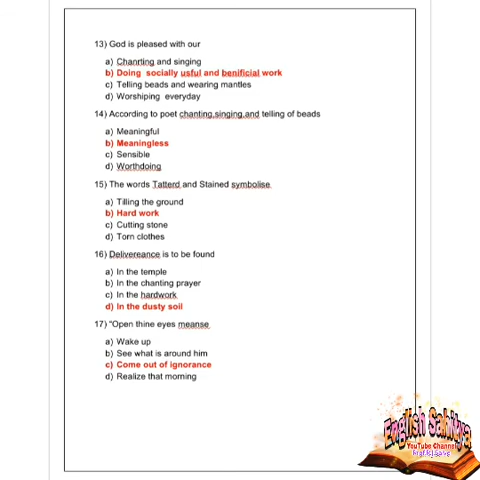 13) God is pleased with our
a) Chanrting and singing
b) Doing socially usful and benificial work
c) Telling beads and wearing mantles
d) Worshiping everyday
14) According to poet chanting,singing,and telling of beads
a) Meaningful
b) Meaningless
c) Sensible
d) Worthdoing
15) The words Tatterd and Stained symbolise
a) Tilling the ground
b) Hard work
c) Cutting stone
d) Torn clothes
16) Delivereance is to be found
a) In the temple
b) In the chanting prayer
c) In the hardwork
d) In the dusty soil
17) "Open thine eyes meanse
a) Wake up
b) See what is around him
c) Come out of ignorance
d) Realize that morning
English Sahitya
YouTube Channel